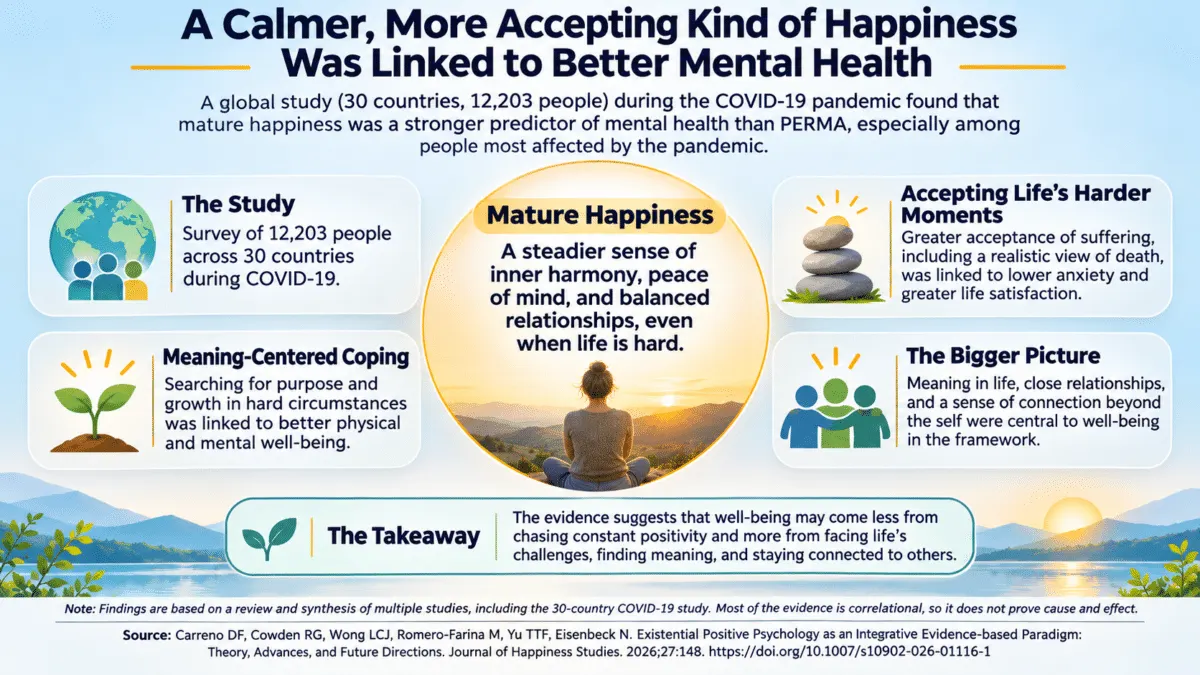 A Calmer, More Accepting Kind of Happiness
Was Linked to Better Mental Health
A global study (30 countries, 12,203 people) during the COVID-19 pandemic found that
mature happiness was a stronger predictor of mental health than PERMA, especially among
people most affected by the pandemic.
The Study
Survey of 12,203 people
across 30 countries
during COVID-19.
Meaning-Centered Coping
Searching for purpose and
growth in hard circumstances
was linked to better physical
and mental well-being.
Mature Happiness
A steadier sense of
inner harmony, peace
of mind, and balanced
relationships, even
when life is hard.
Accepting Life's Harder
Moments
Greater acceptance of suffering,
including a realistic view of death,
was linked to lower anxiety and
greater life satisfaction.
The Bigger Picture
Meaning in life, close relationships,
and a sense of connection beyond
the self were central to well-being
in the framework.
The Takeaway
The evidence suggests that well-being may come less from
chasing constant positivity and more from facing life's
challenges, finding meaning, and staying connected to others.
Note: Findings are based on a review and synthesis of multiple studies, including the 30-country COVID-19 study. Most of the evidence is correlational, so it does not prove cause and effect.
Source: Carreno DF, Cowden RG, Wong LCJ, Romero-Farina M, Yu TTF, Eisenbeck N. Existential Positive Psychology as an Integrative Evidence-based Paradigm:
Theory, Advances, and Future Directions. Journal of Happiness Studies. 2026;27:148. https://doi.org/10.1007/s10902-026-01116-1